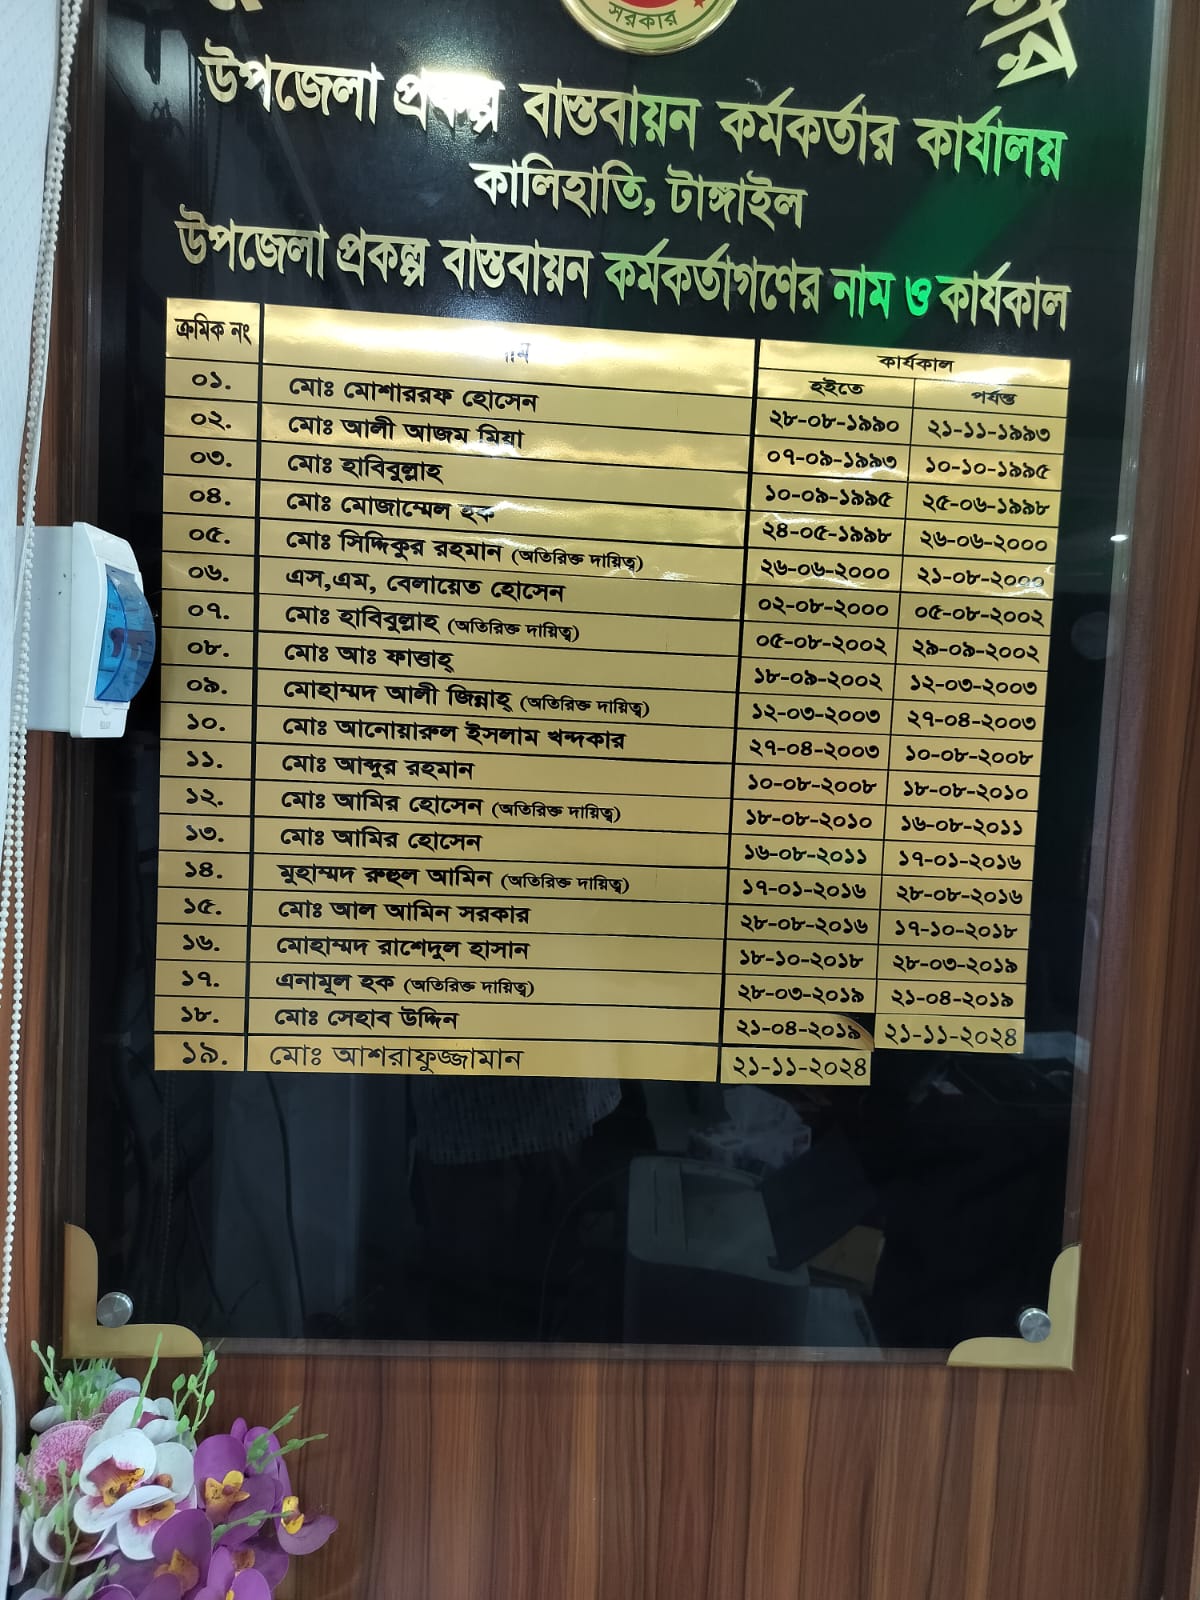 সরকার
উপজেলা প্রকল্প বাস্তবায়ন কর্মকর্তার কার্যালয়
কালিহাতি, টাঙ্গাইল
উপজেলা প্রকল্প বাস্তবায়ন কর্মকর্তাগণের নাম ও কার্যকাল
ক্রমিক নং নাম কার্যকাল
হইতে পর্যন্ত
০১. মোঃ মোশাররফ হোসেন ২৮-০৮-১৯৯০ ২১-১১-১৯৯৩
০২. মোঃ আলী আজম মিয়া ০৭-০৯-১৯৯৩ ১০-১০-১৯৯৫
০৩. মোঃ হাবিবুল্লাহ ১০-০৯-১৯৯৫ ২৫-০৬-১৯৯৮
০৪. মোঃ মোজাম্মেল হক ২৪-০৫-১৯৯৮ ২৬-০৬-২০০০
০৫. মোঃ সিদ্দিকুর রহমান (অতিরিক্ত দায়িত্ব) ২৬-০৬-২০০০ ২১-০৮-২০০০
০৬. এস,এম, বেলায়েত হোসেন ০২-০৮-২০০০ ০৫-০৮-২০০২
০৭. মোঃ হাবিবুল্লাহ (অতিরিক্ত দায়িত্ব) ০৫-০৮-২০০২ ২৯-০৯-২০০২
০৮. মোঃ আঃ ফাত্তাহ্ ১৮-০৯-২০০২ ১২-০৩-২০০৩
০৯. মোহাম্মদ আলী জিন্নাহ্ (অতিরিক্ত দায়িত্ব) ১২-০৩-২০০৩ ২৭-০৪-২০০৩
১০. মোঃ আনোয়ারুল ইসলাম খন্দকার ২৭-০৪-২০০৩ ১০-০৮-২০০৮
১১. মোঃ আব্দুর রহমান ১০-০৮-২০০৮ ১৮-০৮-২০১০
১২. মোঃ আমির হোসেন (অতিরিক্ত দায়িত্ব) ১৮-০৮-২০১০ ১৬-০৮-২০১১
১৩. মোঃ আমির হোসেন ১৬-০৮-২০১১ ১৭-০১-২০১৬
১৪. মুহাম্মদ রুহুল আমিন (অতিরিক্ত দায়িত্ব) ১৭-০১-২০১৬ ২৮-০৮-২০১৬
১৫. মোঃ আল আমিন সরকার ২৮-০৮-২০১৬ ১৭-১০-২০১৮
১৬. মোহাম্মদ রাশেদুল হাসান ১৮-১০-২০১৮ ২৮-০৩-২০১৯
১৭. এনামূল হক (অতিরিক্ত দায়িত্ব) ২৮-০৩-২০১৯ ২১-০৪-২০১৯
১৮. মোঃ সেহাব উদ্দিন ২১-০৪-২০১৯ ২১-১১-২০২৪
১৯. মোঃ আশরাফুজ্জামান ২১-১১-২০২৪